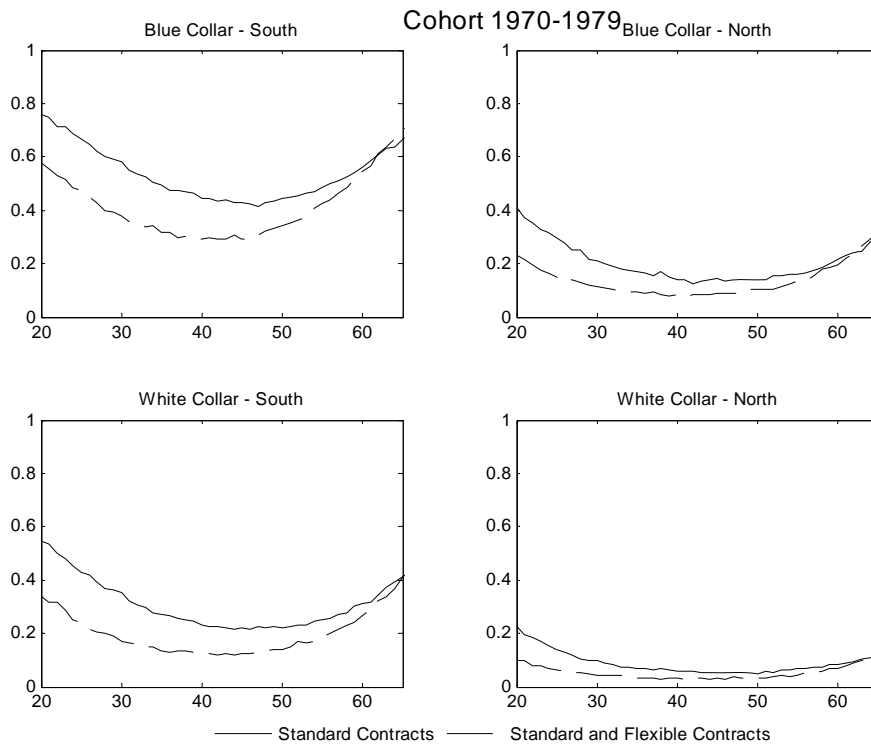 Cohort 1970-1979
Blue Collar - South
Blue Collar - North
1
0.8
0.6
0.4
0.2
0
20 30 40 50 60
1
0.8
0.6
0.4
0.2
0
20 30 40 50 60
White Collar - South
White Collar - North
1
0.8
0.6
0.4
0.2
0
20 30 40 50 60
1
0.8
0.6
0.4
0.2
0
20 30 40 50 60
Standard Contracts Standard and Flexible Contracts